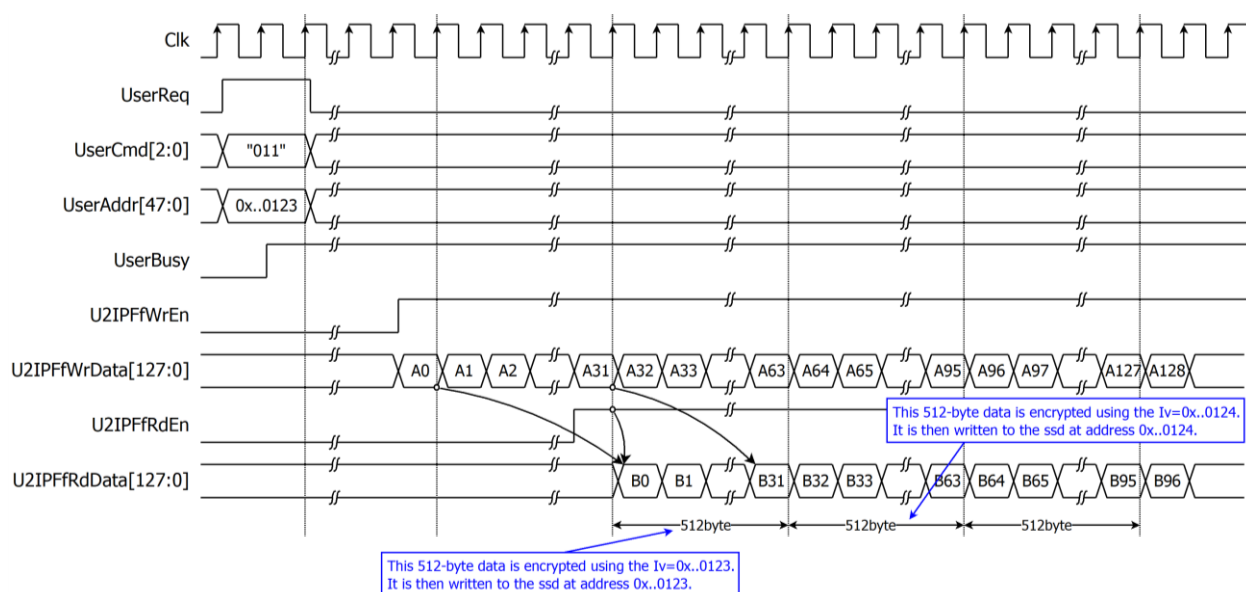 Clk
UserReq
UserCmd[2:0] "011"
UserAddr[47:0] 0x..0123
UserBusy
U2IPFfWrEn
U2IPFfWrData[127:0] A0 A1 A2 A31 A32 A33 A63 A64 A65 A95 A96 A97 A127 A128
U2IPFfRdEn
This 512-byte data is encrypted using the Iv=0x..0124.
It is then written to the ssd at address 0x..0124.
U2IPFfRdData[127:0] B0 B1 B31 B32 B33 B63 B64 B65 B95 B96
512byte 512byte 512byte
This 512-byte data is encrypted using the Iv=0x..0123.
It is then written to the ssd at address 0x..0123.